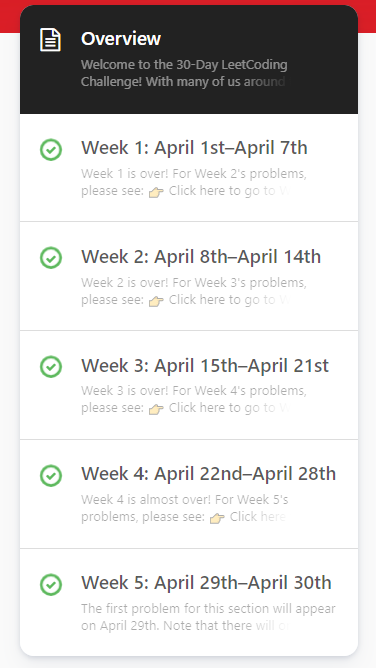 Overview
Welcome to the 30-Day LeetCoding
Challenge! With many of us around
Week 1: April 1st–April 7th
Week 1 is over! For Week 2's problems,
please see: 👉 Click here to go to W
Week 2: April 8th–April 14th
Week 2 is over! For Week 3's problems,
please see: 👉 Click here to go to W
Week 3: April 15th–April 21st
Week 3 is over! For Week 4's problems,
please see: 👉 Click here to go to W
Week 4: April 22nd–April 28th
Week 4 is almost over! For Week 5's
problems, please see: 👉 Click here
Week 5: April 29th–April 30th
The first problem for this section will appear
on April 29th. Note that there will